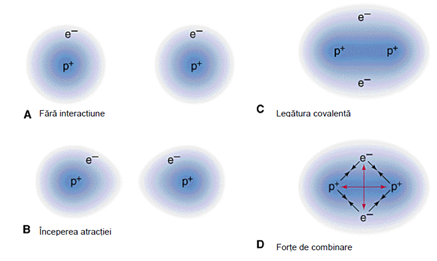 e⁻
p⁺
e⁻
p⁺
A Fără interacțiune
e⁻
p⁺
e⁻
p⁺
B Începerea atracției
e⁻
p⁺ p⁺
e⁻
C Legătura covalentă
e⁻
p⁺ p⁺
e⁻
D Forțe de combinare